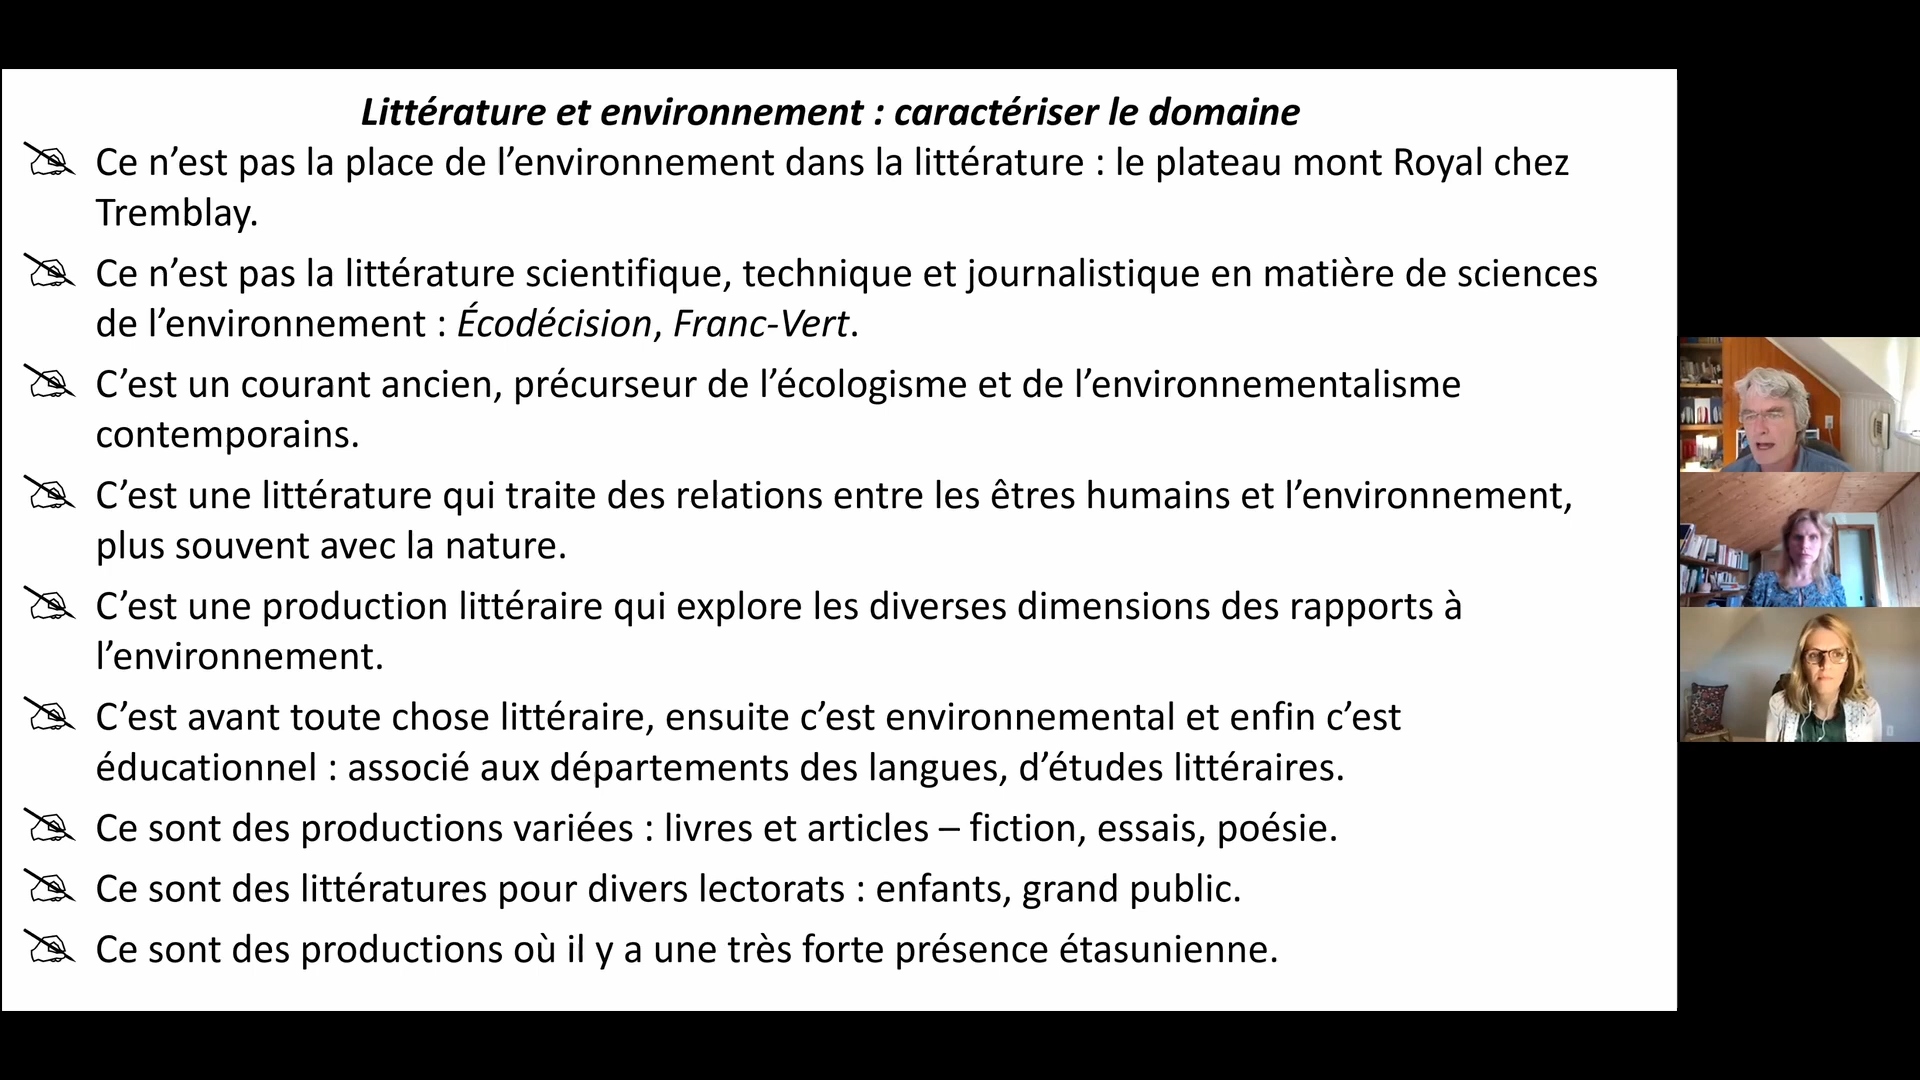 Littérature et environnement : caractériser le domaine
Ce n’est pas la place de l’environnement dans la littérature : le plateau mont Royal chez
Tremblay.
Ce n’est pas la littérature scientifique, technique et journalistique en matière de sciences
de l’environnement : Écodécision, Franc-Vert.
C’est un courant ancien, précurseur de l’écologisme et de l’environnementalisme
contemporains.
C’est une littérature qui traite des relations entre les êtres humains et l’environnement,
plus souvent avec la nature.
C’est une production littéraire qui explore les diverses dimensions des rapports à
l’environnement.
C’est avant toute chose littéraire, ensuite c’est environnemental et enfin c’est
éducationnel : associé aux départements des langues, d’études littéraires.
Ce sont des productions variées : livres et articles – fiction, essais, poésie.
Ce sont des littératures pour divers lectorats : enfants, grand public.
Ce sont des productions où il y a une très forte présence étasunienne.